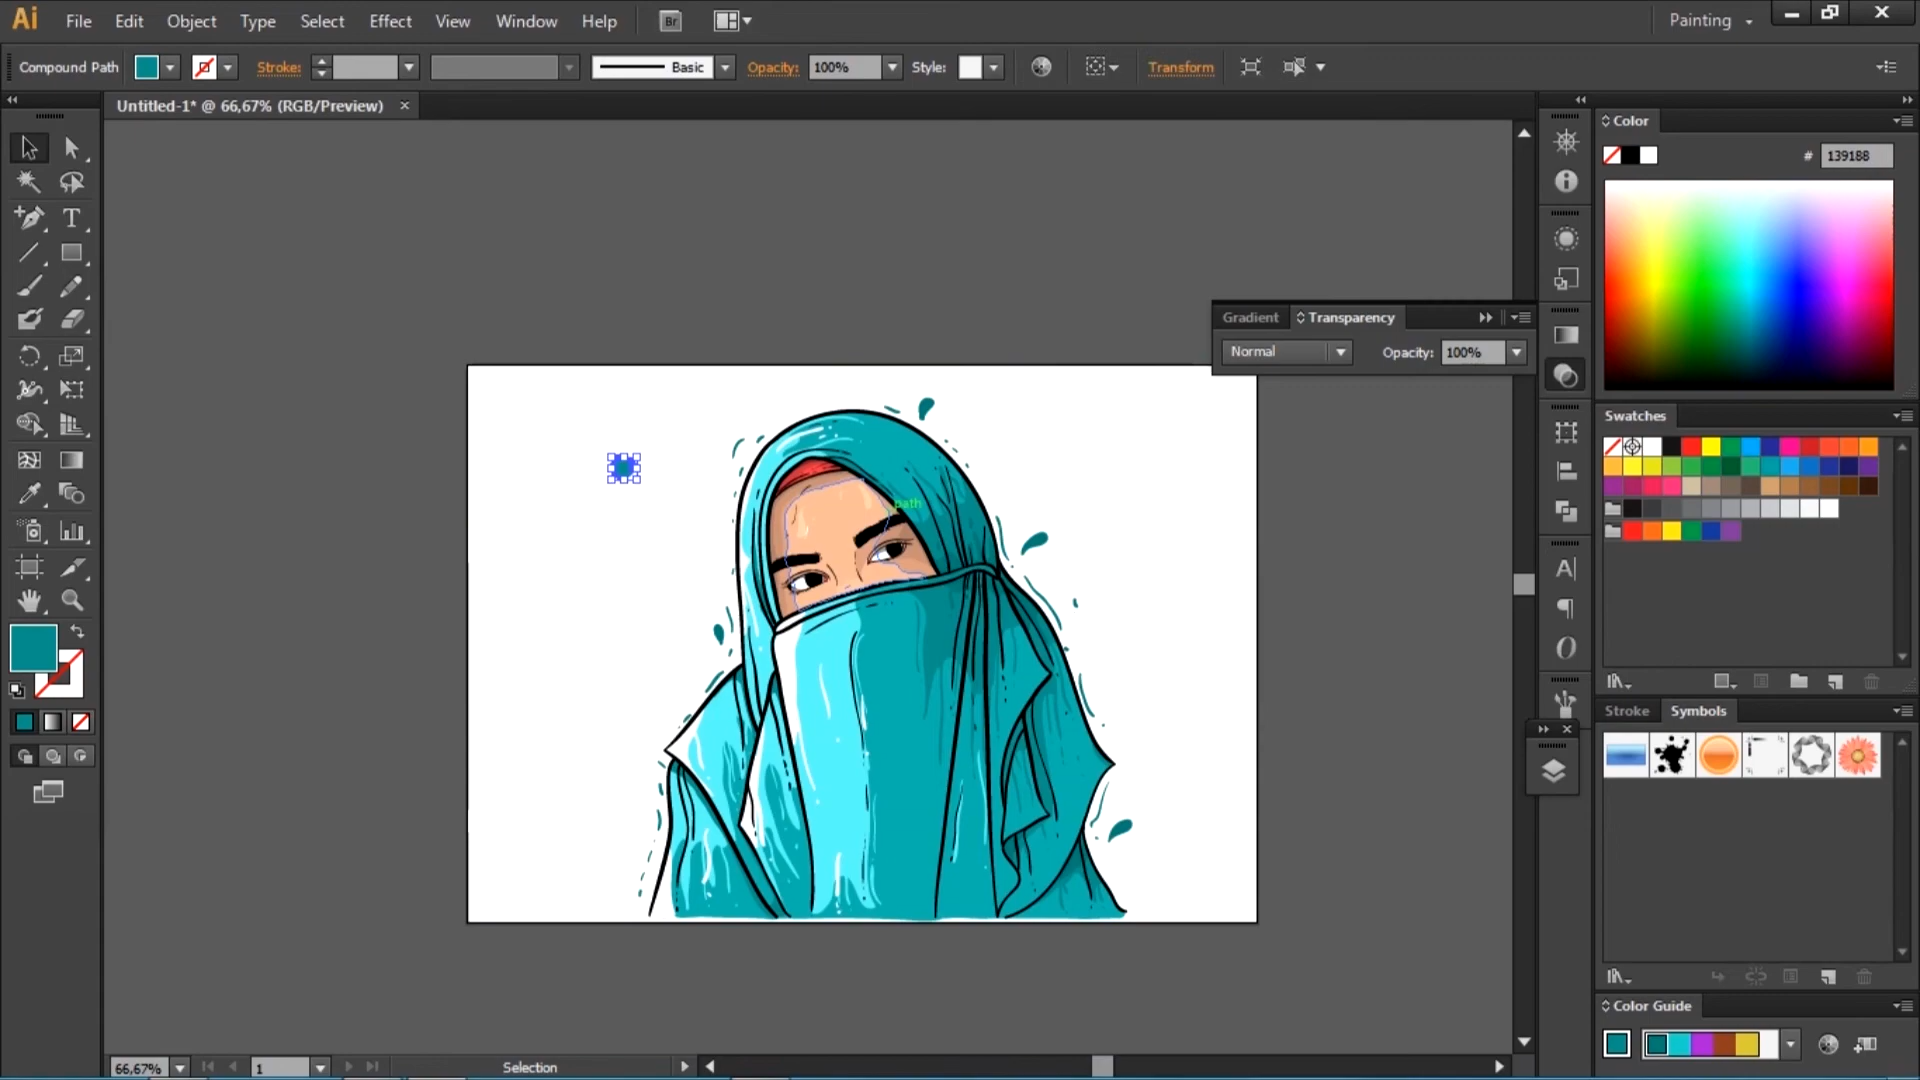 Ai File Edit Object Type Select Effect View Window Help Br Painting
Compound Path Stroke: Basic Opacity: 100% Style: Transform
Untitled-1* @ 66,67% (RGB/Preview)
Color
# 139188
Gradient Transparency
Normal Opacity: 100%
Swatches
path
Stroke Symbols
Color Guide
66,67% 1 Selection